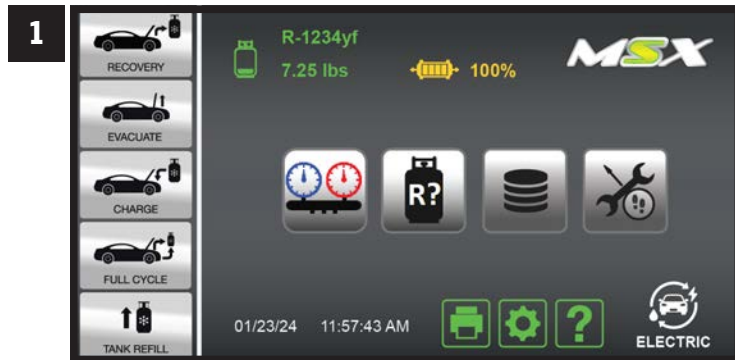 1
RECOVERY
EVACUATE
CHARGE
FULL CYCLE
TANK REFILL
R-1234yf
7.25 lbs
100%
MSX
R?
01/23/24 11:57:43 AM
?
ELECTRIC